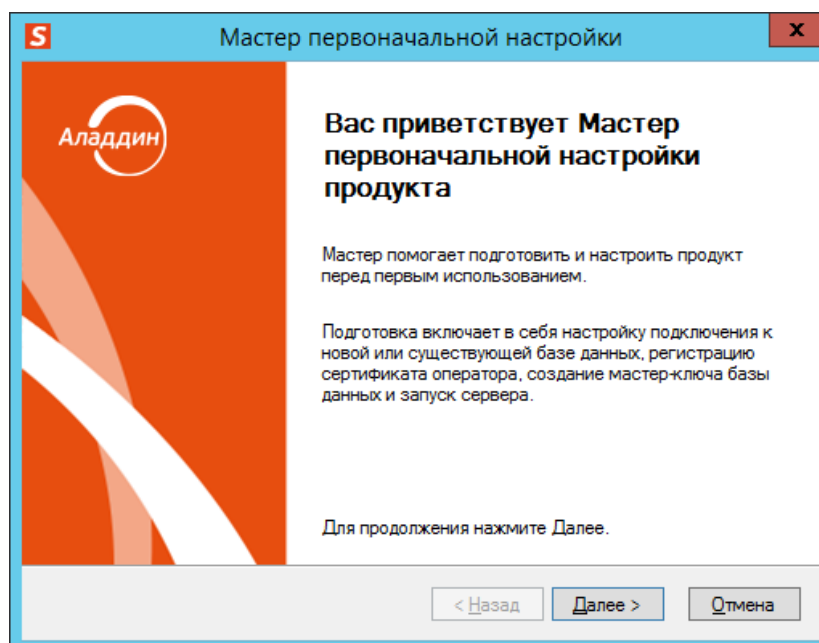 S
Мастер первоначальной настройки
x
Аладдин
Вас приветствует Мастер
первоначальной настройки
продукта
Мастер помогает подготовить и настроить продукт
перед первым использованием.
Подготовка включает в себя настройку подключения к
новой или существующей базе данных, регистрацию
сертификата оператора, создание мастер-ключа базы
данных и запуск сервера.
Для продолжения нажмите Далее.
< Назад
Далее >
Отмена